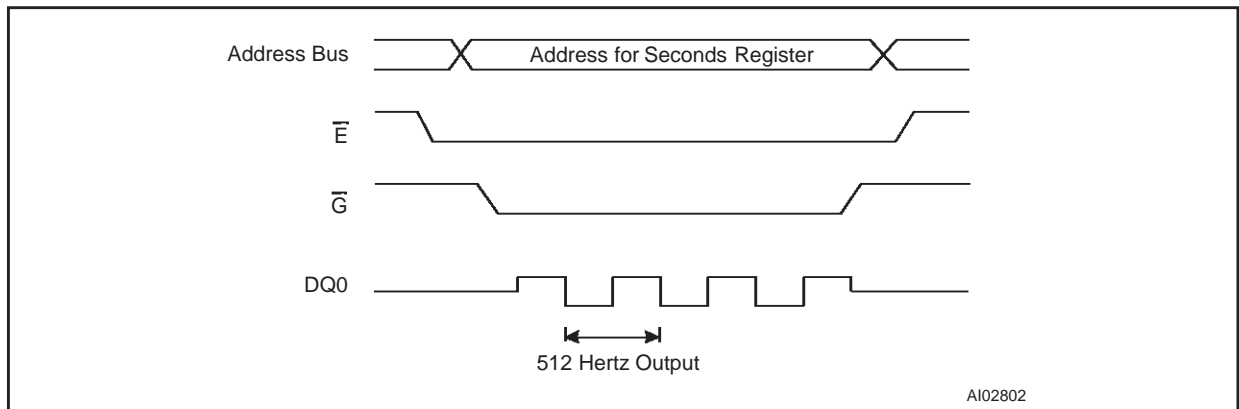 Address Bus
Address for Seconds Register
E̅
G̅
DQ0
512 Hertz Output
AI02802